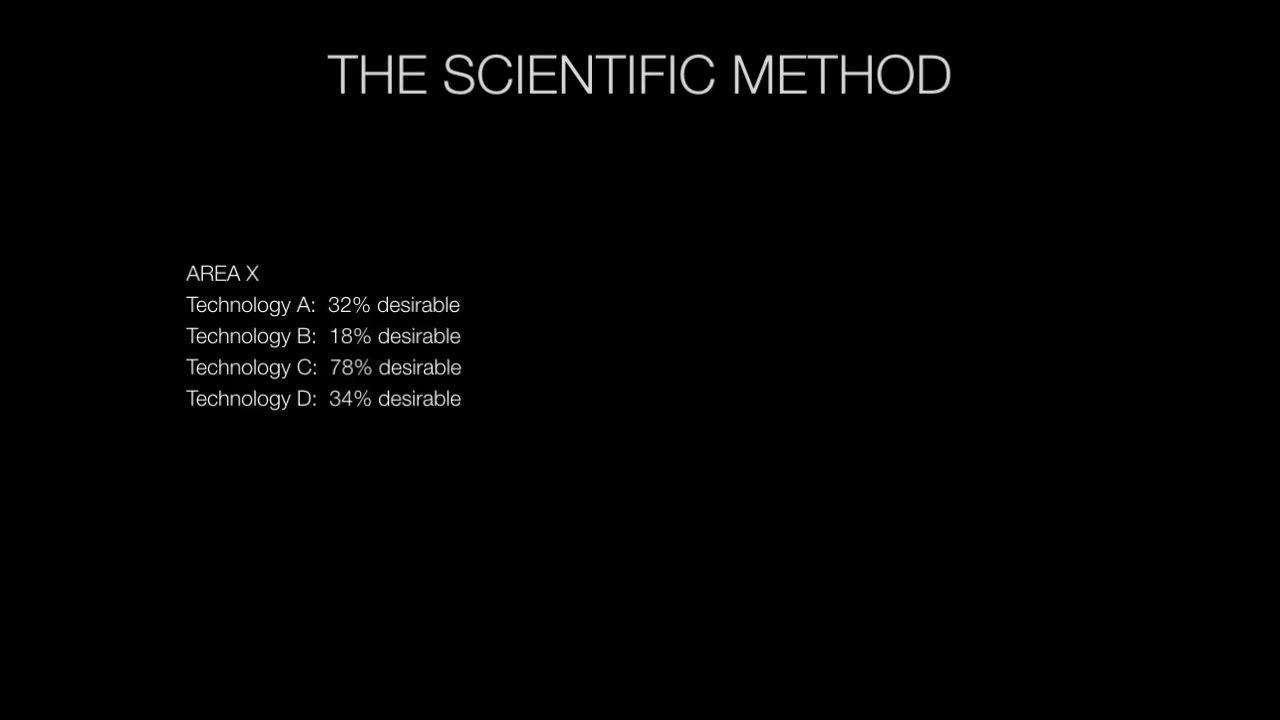 THE SCIENTIFIC METHOD
AREA X
Technology A: 32% desirable
Technology B: 18% desirable
Technology C: 78% desirable
Technology D: 34% desirable